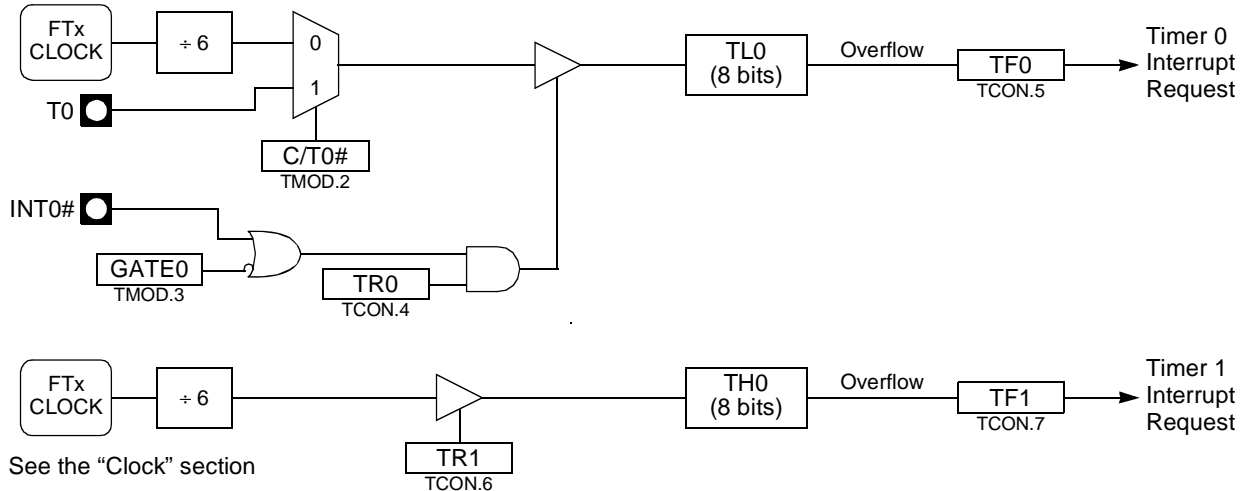 FTx
CLOCK
÷ 6
0
1
T0
C/T0#
TMOD.2
TL0
(8 bits)
Overflow
TF0
TCON.5
Timer 0
Interrupt
Request
INT0#
GATE0
TMOD.3
TR0
TCON.4
FTx
CLOCK
÷ 6
TR1
TCON.6
TH0
(8 bits)
Overflow
TF1
TCON.7
Timer 1
Interrupt
Request
See the “Clock” section